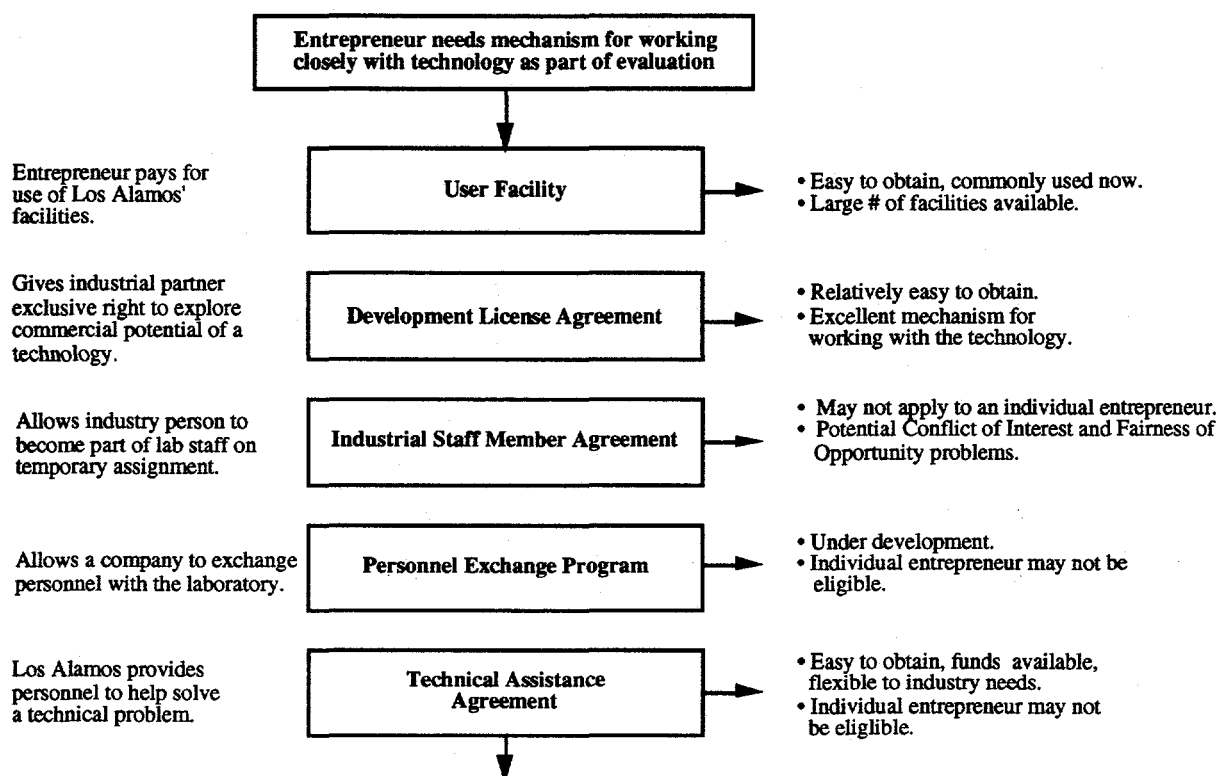 Entrepreneur needs mechanism for working
closely with technology as part of evaluation
Entrepreneur pays for
use of Los Alamos'
facilities.
User Facility
• Easy to obtain, commonly used now.
• Large # of facilities available.
Gives industrial partner
exclusive right to explore
commercial potential of a
technology.
Development License Agreement
• Relatively easy to obtain.
• Excellent mechanism for
working with the technology.
Allows industry person to
become part of lab staff on
temporary assignment.
Industrial Staff Member Agreement
• May not apply to an individual entrepreneur.
• Potential Conflict of Interest and Fairness of
Opportunity problems.
Allows a company to exchange
personnel with the laboratory.
Personnel Exchange Program
• Under development.
• Individual entrepreneur may not be
eligible.
Los Alamos provides
personnel to help solve
a technical problem.
Technical Assistance
Agreement
• Easy to obtain, funds available,
flexible to industry needs.
• Individual entrepreneur may not
be eliglible.